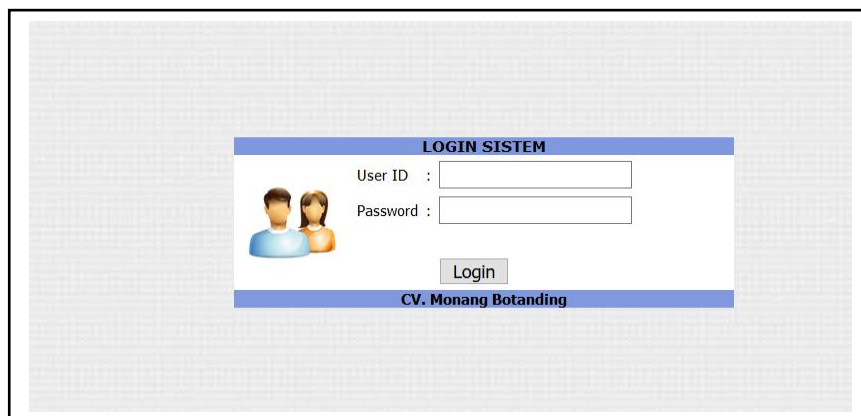 LOGIN SISTEM
User ID :
Password :
Login
CV. Monang Botanding